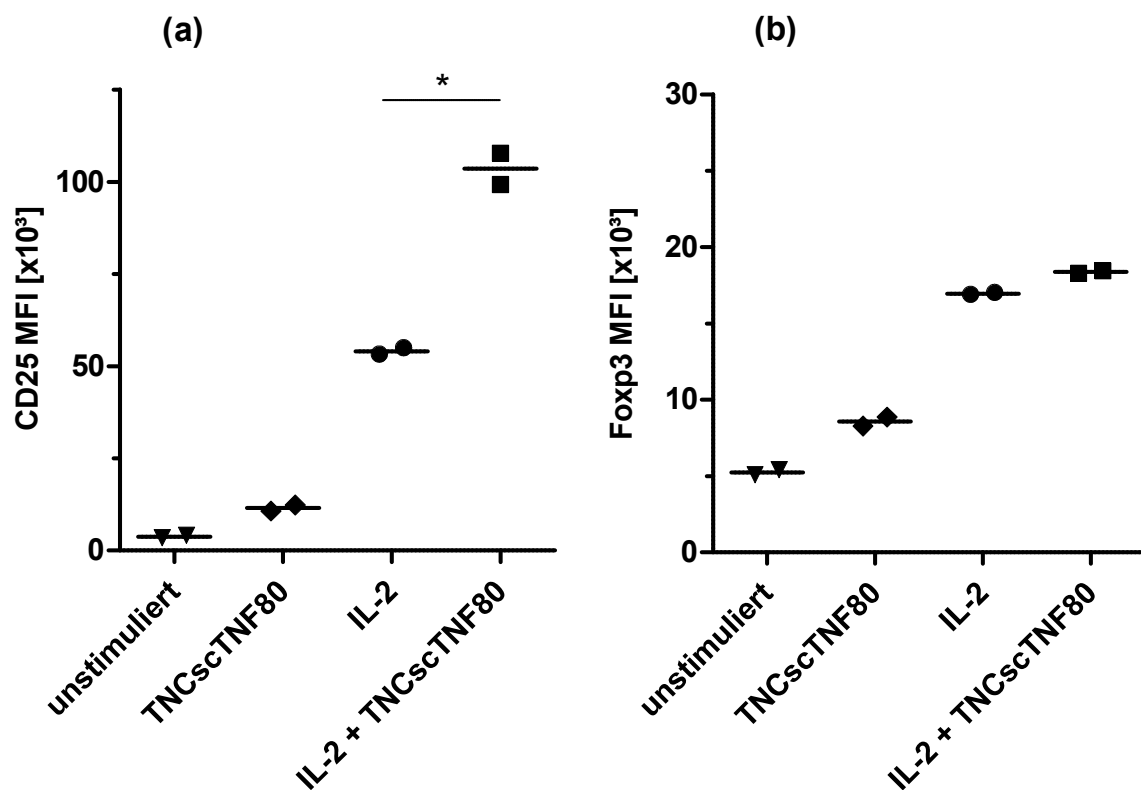 (a)
*
CD25 MFI [x10³]
100
50
0
unstimuliert
TNCscTNF80
IL-2
IL-2 + TNCscTNF80
(b)
Foxp3 MFI [x10³]
30
20
10
0
unstimuliert
TNCscTNF80
IL-2
IL-2 + TNCscTNF80